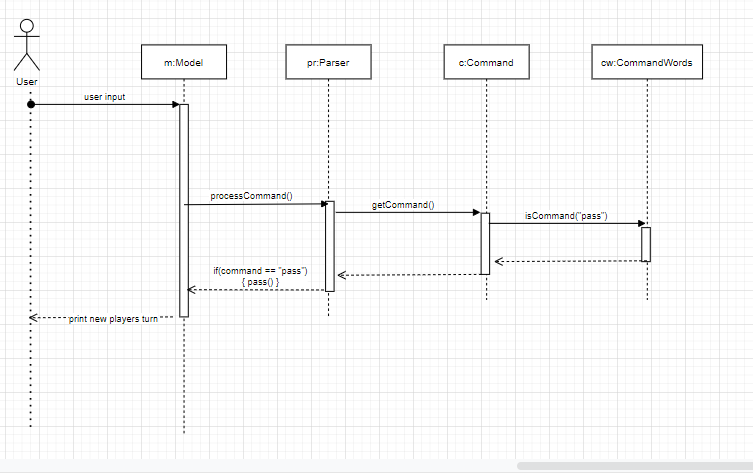 m:Model
pr:Parser
c:Command
cw:CommandWords
User
user input
processCommand()
getCommand()
isCommand("pass")
if(command == "pass")
{ pass() }
print new players turn